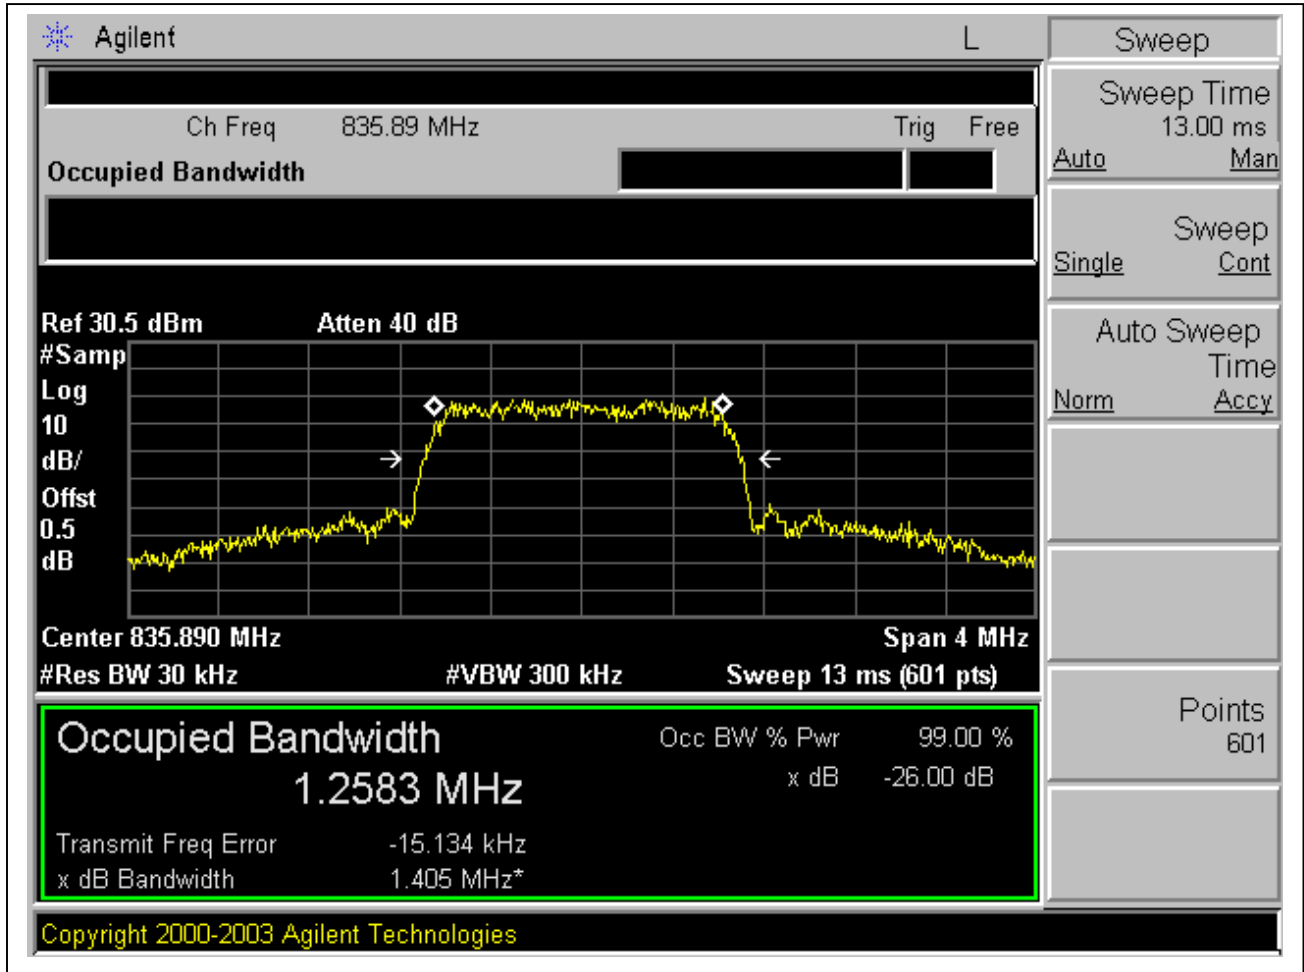 Agilent L
Sweep
Ch Freq 835.89 MHz Trig Free
Occupied Bandwidth
Ref 30.5 dBm Atten 40 dB
#Samp
Log
10
dB/
Offst
0.5
dB
Center 835.890 MHz Span 4 MHz
#Res BW 30 kHz #VBW 300 kHz Sweep 13 ms (601 pts)
Occupied Bandwidth
1.2583 MHz
Occ BW % Pwr 99.00 %
x dB -26.00 dB
Transmit Freq Error -15.134 kHz
x dB Bandwidth 1.405 MHz*
Copyright 2000-2003 Agilent Technologies
Sweep Time
13.00 ms
Auto Man
Sweep
Single Cont
Auto Sweep
Time
Norm Accy
Points
601